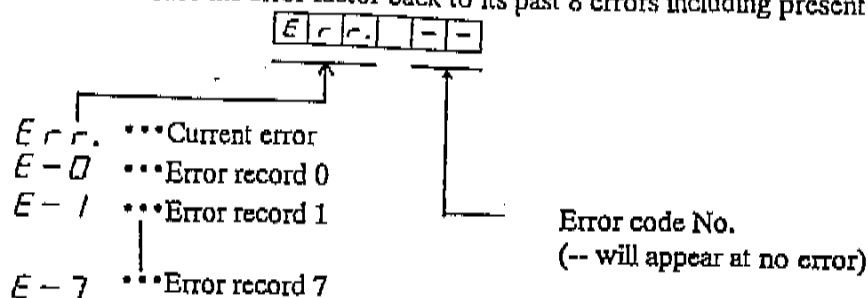 the error factor back to its past 8 errors including present
Err. --
Err. •••Current error
E-0 •••Error record 0
E-1 •••Error record 1
Error code No.
(-- will appear at no error)
E-7 •••Error record 7